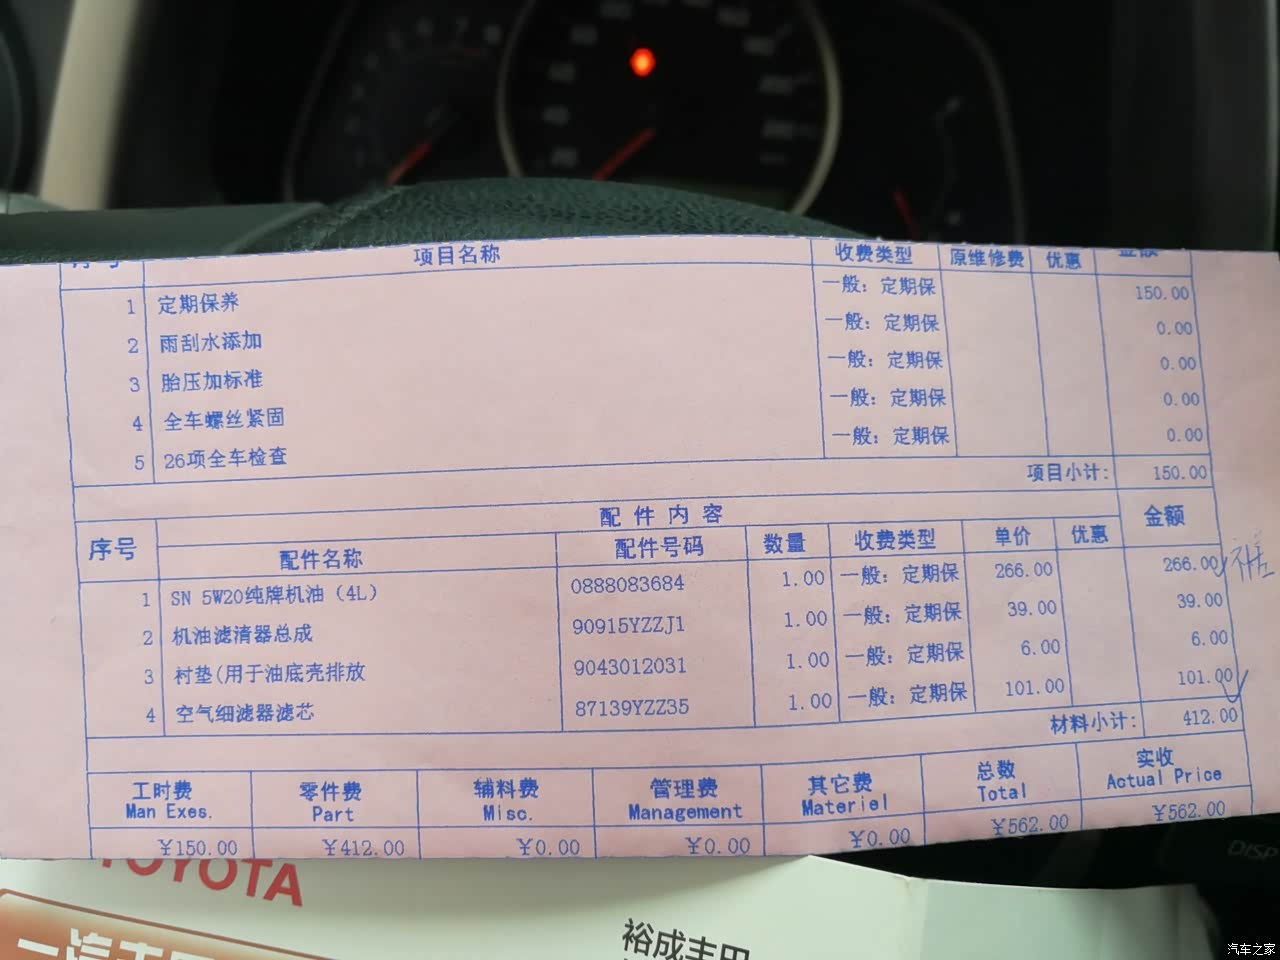 项目名称 收费类型 原维修费 优惠 金额
1 定期保养 一般: 定期保 150.00
2 雨刮水添加 一般: 定期保 0.00
3 胎压加标准 一般: 定期保 0.00
4 全车螺丝紧固 一般: 定期保 0.00
5 26项全车检查 一般: 定期保 0.00
项目小计: 150.00
配件内容
序号 配件名称 配件号码 数量 收费类型 单价 优惠 金额
1 SN 5W20纯牌机油（4L） 0888083684 1.00 一般: 定期保 266.00 266.00
2 机油滤清器总成 90915YZZJ1 1.00 一般: 定期保 39.00 39.00
3 衬垫(用于油底壳排放 9043012031 1.00 一般: 定期保 6.00 6.00
4 空气细滤器滤芯 87139YZZ35 1.00 一般: 定期保 101.00 101.00
材料小计: 412.00
工时费 零件费 辅料费 管理费 其它费 总数 实收
Man Exes. Part Misc. Management Materiel Total Actual Price
¥150.00 ¥412.00 ¥0.00 ¥0.00 ¥0.00 ¥562.00 ¥562.00
TOYOTA
一汽丰田
裕成丰田
DISP
汽车之家